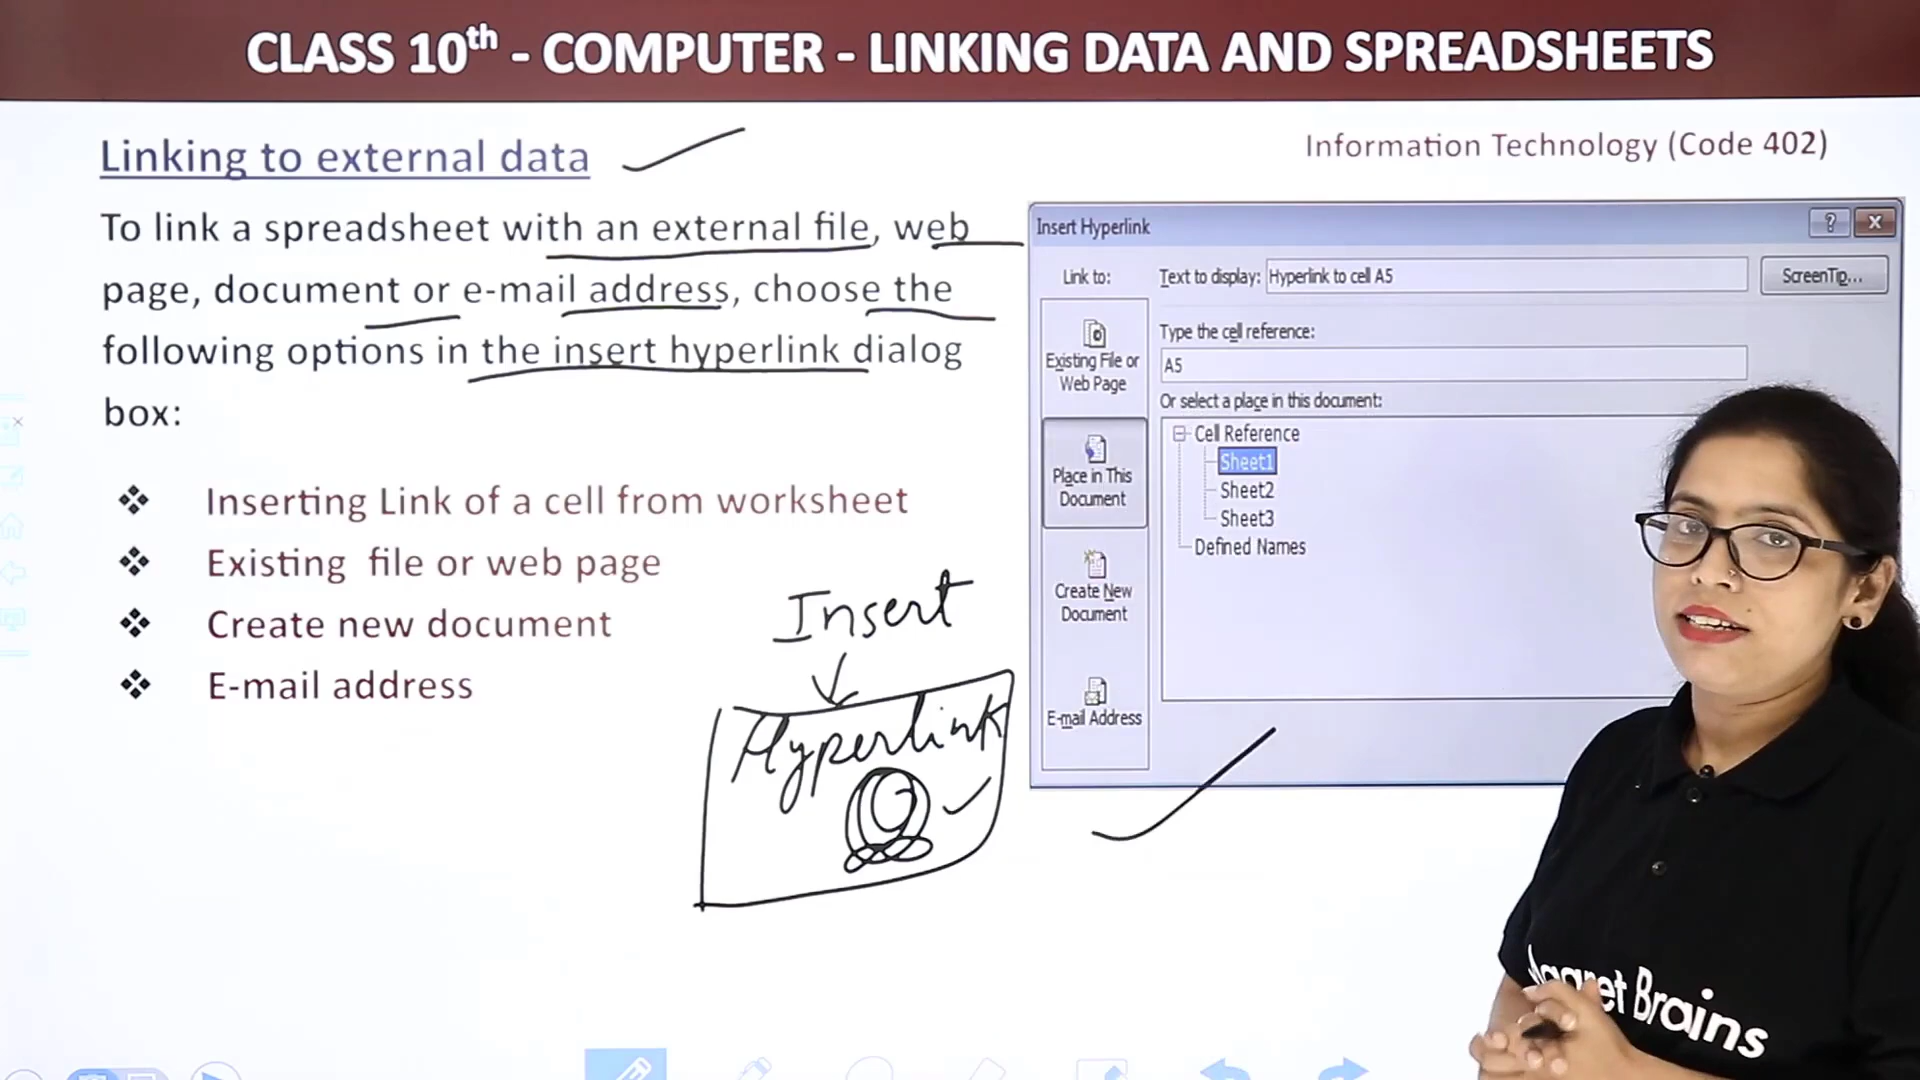 CLASS 10th - COMPUTER - LINKING DATA AND SPREADSHEETS
Linking to external data
Information Technology (Code 402)
To link a spreadsheet with an external file, web
page, document or e-mail address, choose the
following options in the insert hyperlink dialog
box:
❖ Inserting Link of a cell from worksheet
❖ Existing file or web page
❖ Create new document
❖ E-mail address
Insert
Hyperlink
Insert Hyperlink
? X
Link to:
Text to display: Hyperlink to cell A5
ScreenTip...
Existing File or
Web Page
Type the cell reference:
A5
Or select a place in this document:
Cell Reference
Sheet1
Sheet2
Sheet3
Defined Names
Place in This
Document
Create New
Document
E-mail Address
Brains